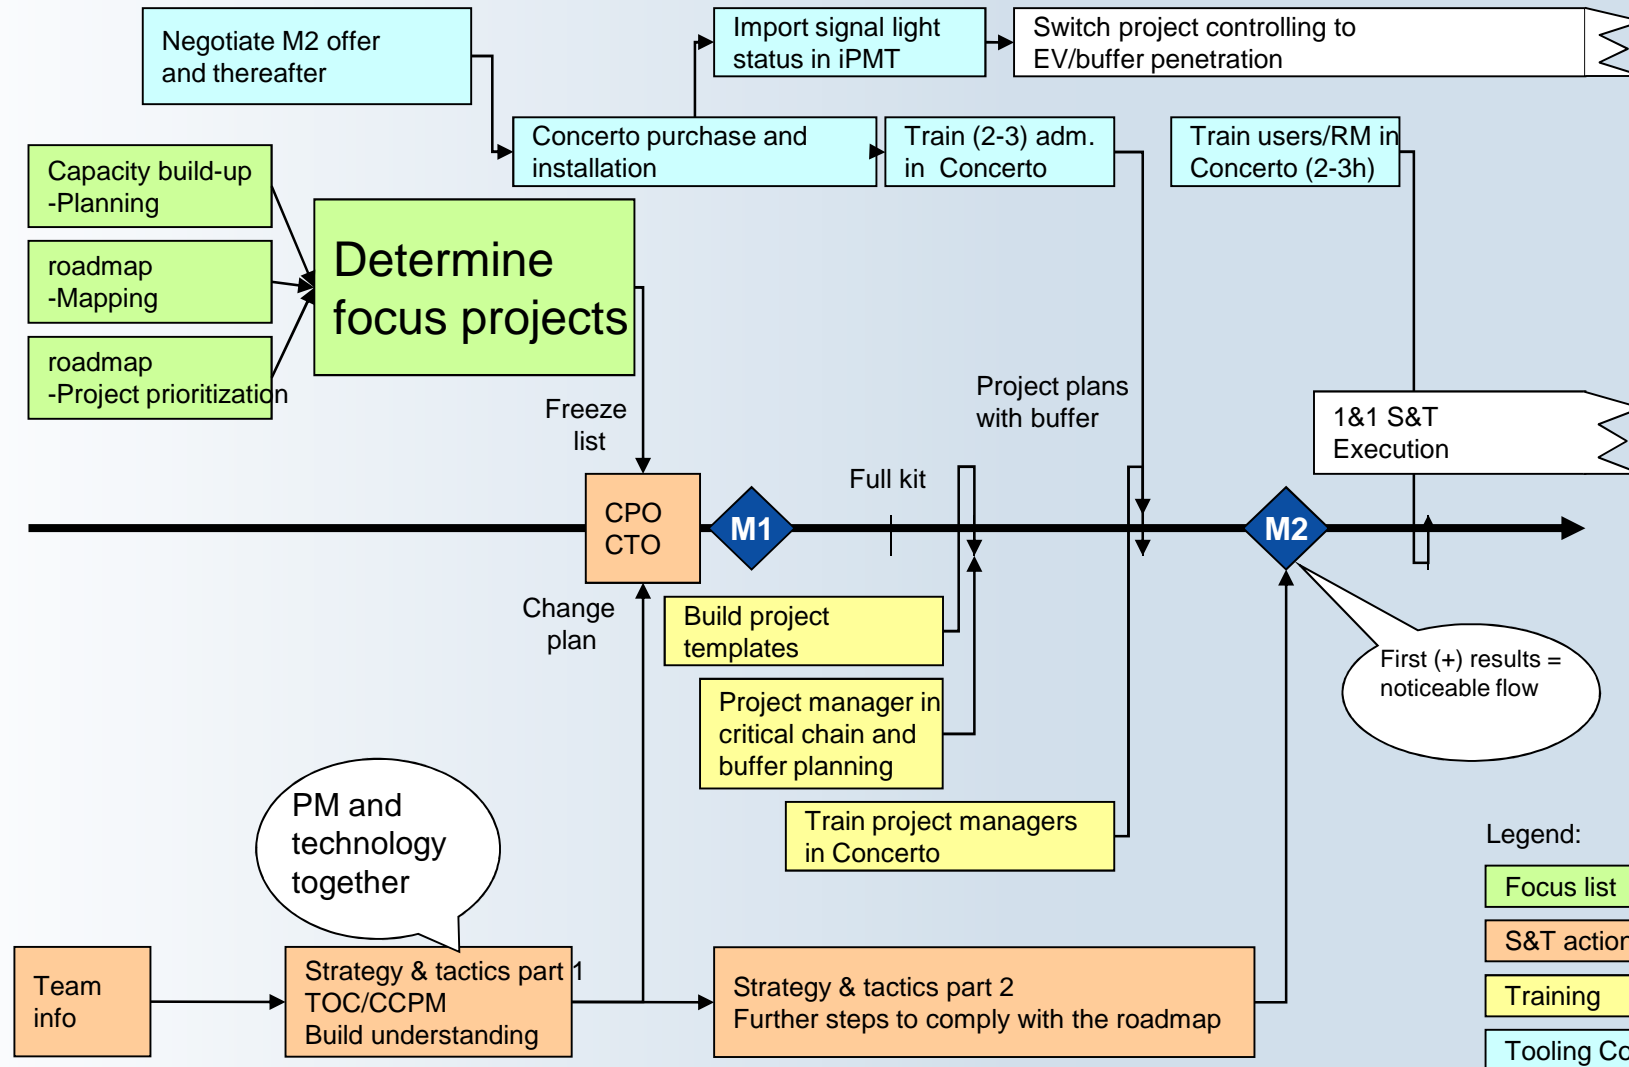 Negotiate M2 offer
and thereafter
Import signal light
status in iPMT
Switch project controlling to
EV/buffer penetration
Concerto purchase and
installation
Train (2-3) adm.
in Concerto
Train users/RM in
Concerto (2-3h)
Capacity build-up
-Planning
roadmap
-Mapping
roadmap
-Project prioritization
Determine
focus projects
Freeze
list
Project plans
with buffer
1&1 S&T
Execution
Full kit
CPO
CTO
M1
M2
Change
plan
Build project
templates
First (+) results =
noticeable flow
Project manager in
critical chain and
buffer planning
Train project managers
in Concerto
PM and
technology
together
Team
info
Strategy & tactics part 1
TOC/CCPM
Build understanding
Strategy & tactics part 2
Further steps to comply with the roadmap
Legend:
Focus list
S&T action
Training
Tooling Co